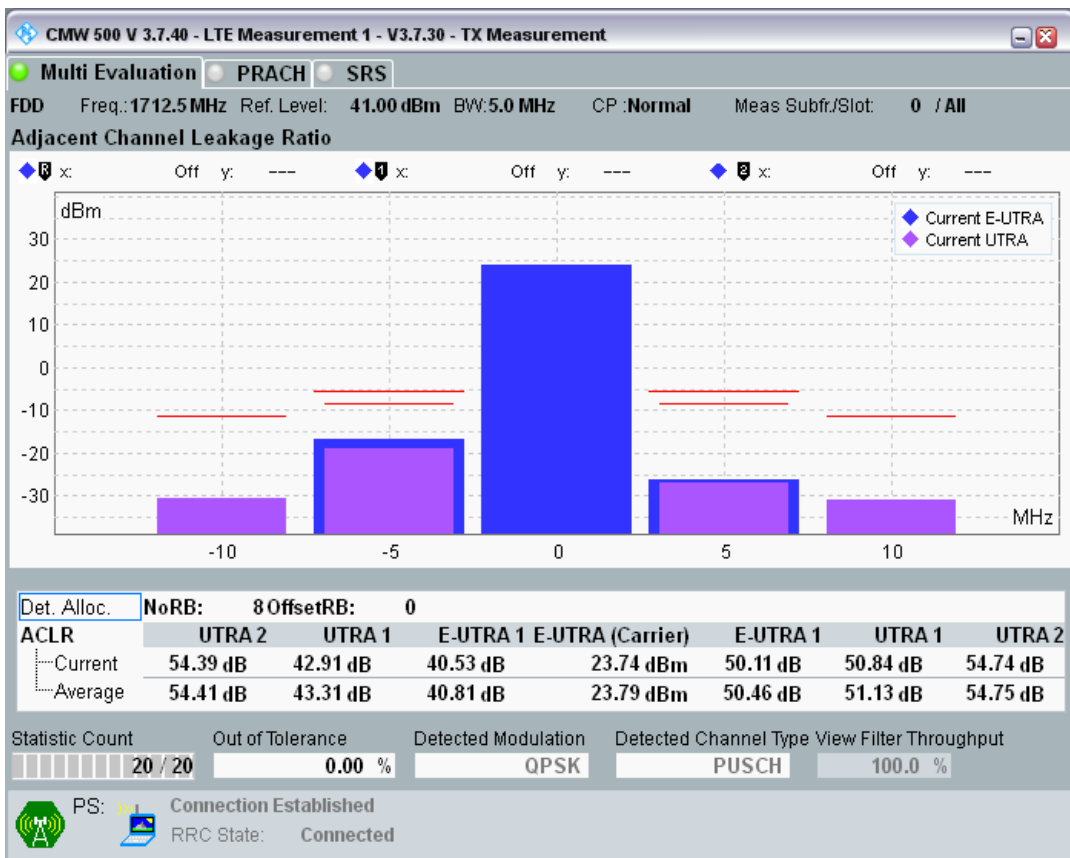 CMW 500 V 3.7.40 - LTE Measurement 1 - V3.7.30 - TX Measurement
Multi Evaluation PRACH SRS
FDD Freq.:1712.5 MHz Ref. Level: 41.00 dBm BW:5.0 MHz CP :Normal Meas Subfr./Slot: 0 / All
Adjacent Channel Leakage Ratio
R x: Off y: --- 1 x: Off y: --- 2 x: Off y: ---
dBm
Current E-UTRA
Current UTRA
30
20
10
0
-10
-20
-30
MHz
-10 -5 0 5 10
Det. Alloc. NoRB: 8 OffsetRB: 0
ACLR UTRA 2 UTRA 1 E-UTRA 1 E-UTRA (Carrier) E-UTRA 1 UTRA 1 UTRA 2
Current 54.39 dB 42.91 dB 40.53 dB 23.74 dBm 50.11 dB 50.84 dB 54.74 dB
Average 54.41 dB 43.31 dB 40.81 dB 23.79 dBm 50.46 dB 51.13 dB 54.75 dB
Statistic Count Out of Tolerance Detected Modulation Detected Channel Type View Filter Throughput
20 / 20 0.00 % QPSK PUSCH 100.0 %
PS: Connection Established
RRC State: Connected